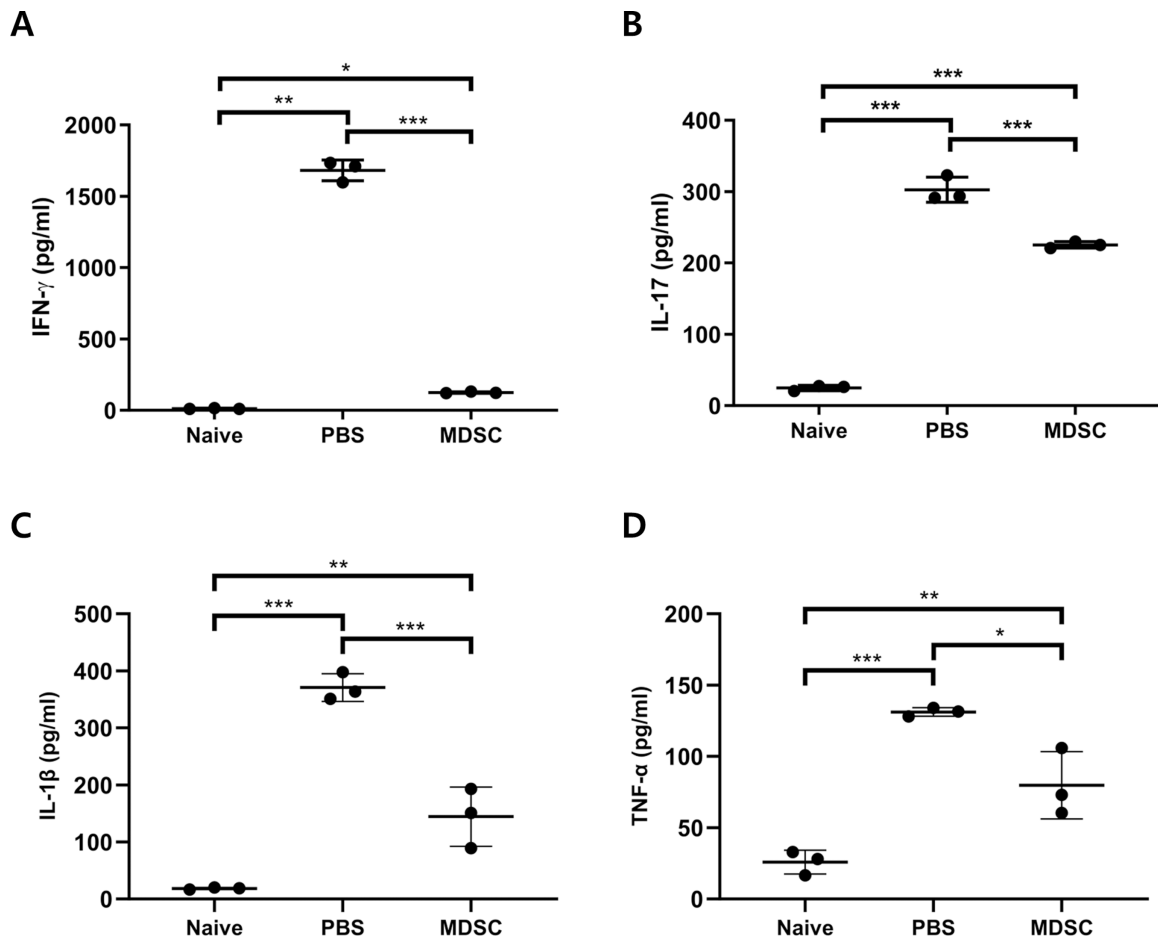 A
*
**
***
2000
1500
1000
500
0
IFN-γ (pg/ml)
Naive PBS MDSC
B
***
***
***
400
300
200
100
0
IL-17 (pg/ml)
Naive PBS MDSC
C
**
***
***
500
400
300
200
100
0
IL-1β (pg/ml)
Naive PBS MDSC
D
**
*
***
200
150
100
50
0
TNF-α (pg/ml)
Naive PBS MDSC